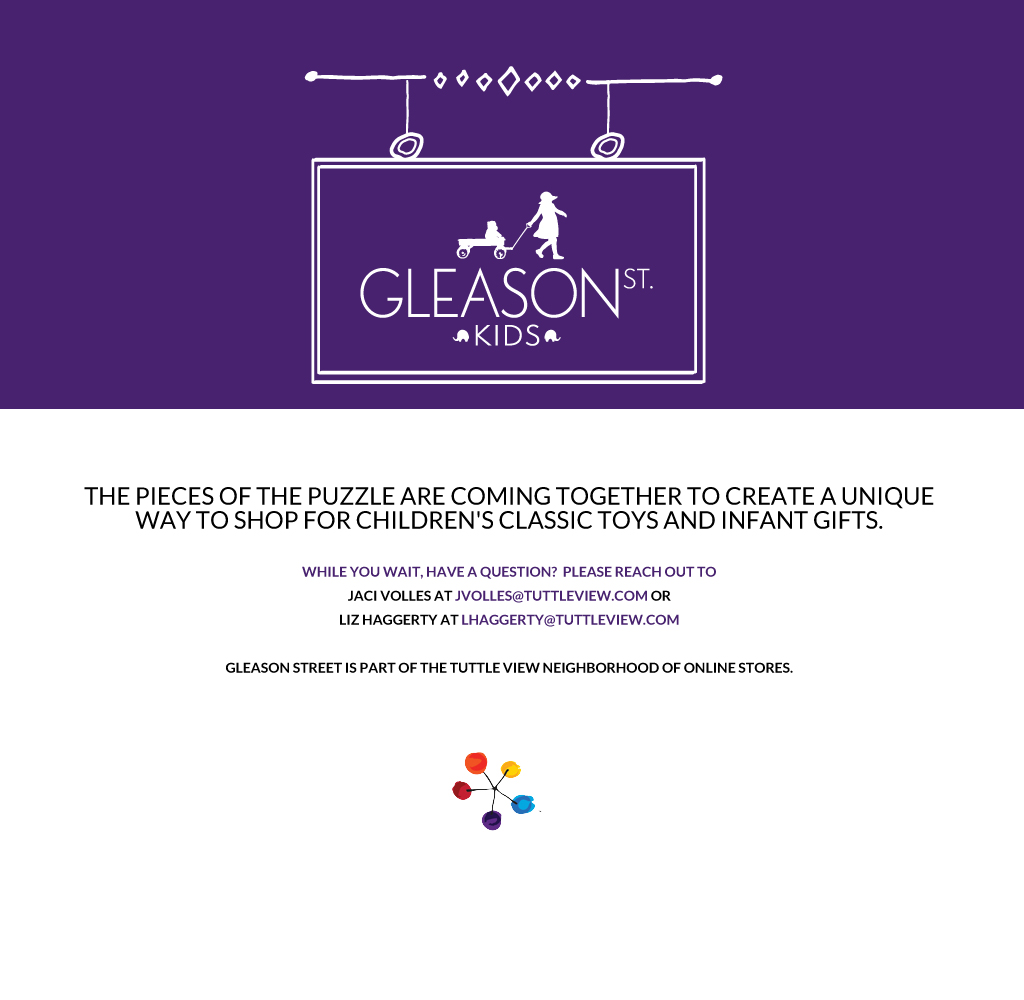 GLEASON ST.
KIDS
THE PIECES OF THE PUZZLE ARE COMING TOGETHER TO CREATE A UNIQUE
WAY TO SHOP FOR CHILDREN'S CLASSIC TOYS AND INFANT GIFTS.
WHILE YOU WAIT, HAVE A QUESTION?  PLEASE REACH OUT TO
JACI VOLLES AT JVOLLES@TUTTLEVIEW.COM OR
LIZ HAGGERTY AT LHAGGERTY@TUTTLEVIEW.COM
GLEASON STREET IS PART OF THE TUTTLE VIEW NEIGHBORHOOD OF ONLINE STORES.